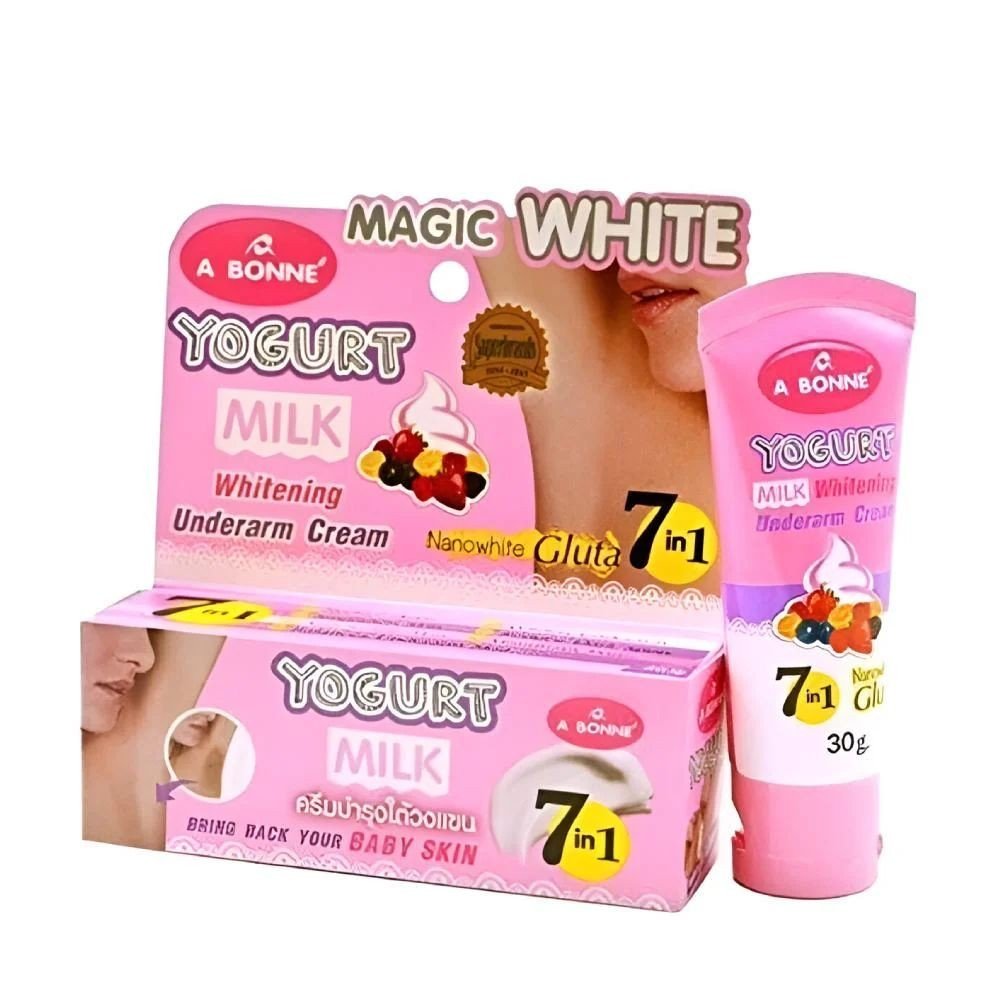 MAGIC WHITE
A BONNE´
YOGURT
MILK
Whitening
Underarm Cream
Nanowhite Gluta 7 in 1
7 in 1
YOGURT
MILK
A BONNE´
ครีมบำรุงใต้วงแขน
BRING BACK YOUR BABY SKIN
7 in 1
A BONNE´
YOGURT
MILK Whitening
Underarm Cream
7 in 1
30g